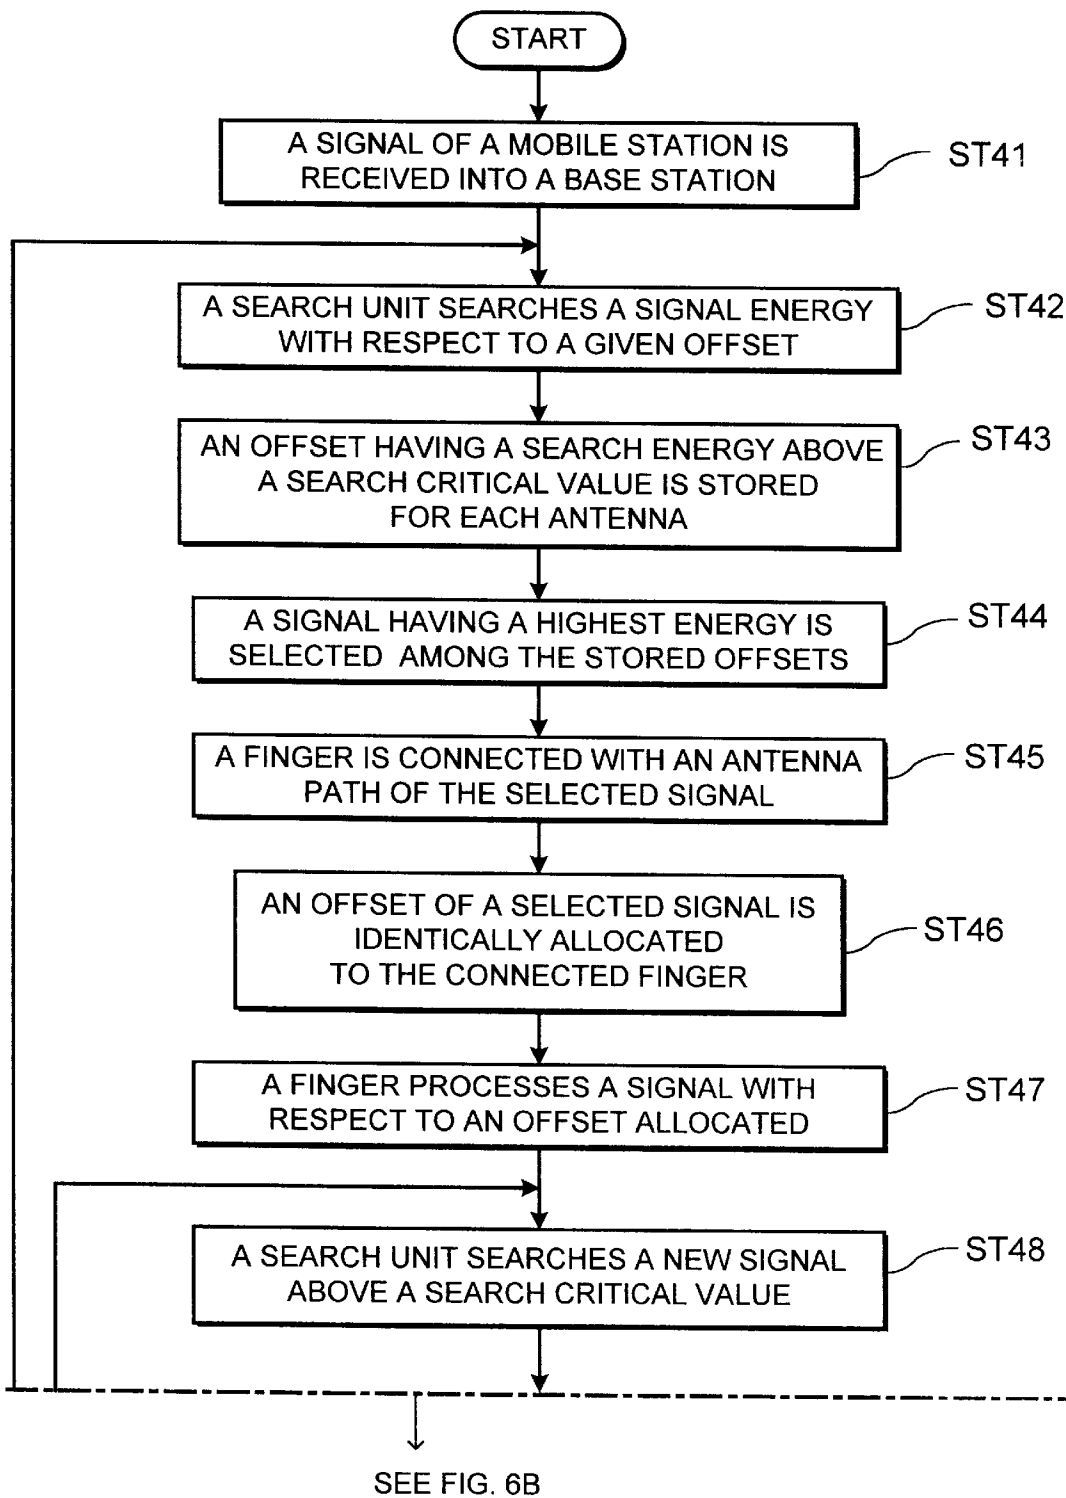 START
A SIGNAL OF A MOBILE STATION IS
RECEIVED INTO A BASE STATION
ST41
A SEARCH UNIT SEARCHES A SIGNAL ENERGY
WITH RESPECT TO A GIVEN OFFSET
ST42
AN OFFSET HAVING A SEARCH ENERGY ABOVE
A SEARCH CRITICAL VALUE IS STORED
FOR EACH ANTENNA
ST43
A SIGNAL HAVING A HIGHEST ENERGY IS
SELECTED AMONG THE STORED OFFSETS
ST44
A FINGER IS CONNECTED WITH AN ANTENNA
PATH OF THE SELECTED SIGNAL
ST45
AN OFFSET OF A SELECTED SIGNAL IS
IDENTICALLY ALLOCATED
TO THE CONNECTED FINGER
ST46
A FINGER PROCESSES A SIGNAL WITH
RESPECT TO AN OFFSET ALLOCATED
ST47
A SEARCH UNIT SEARCHES A NEW SIGNAL
ABOVE A SEARCH CRITICAL VALUE
ST48
SEE FIG. 6B